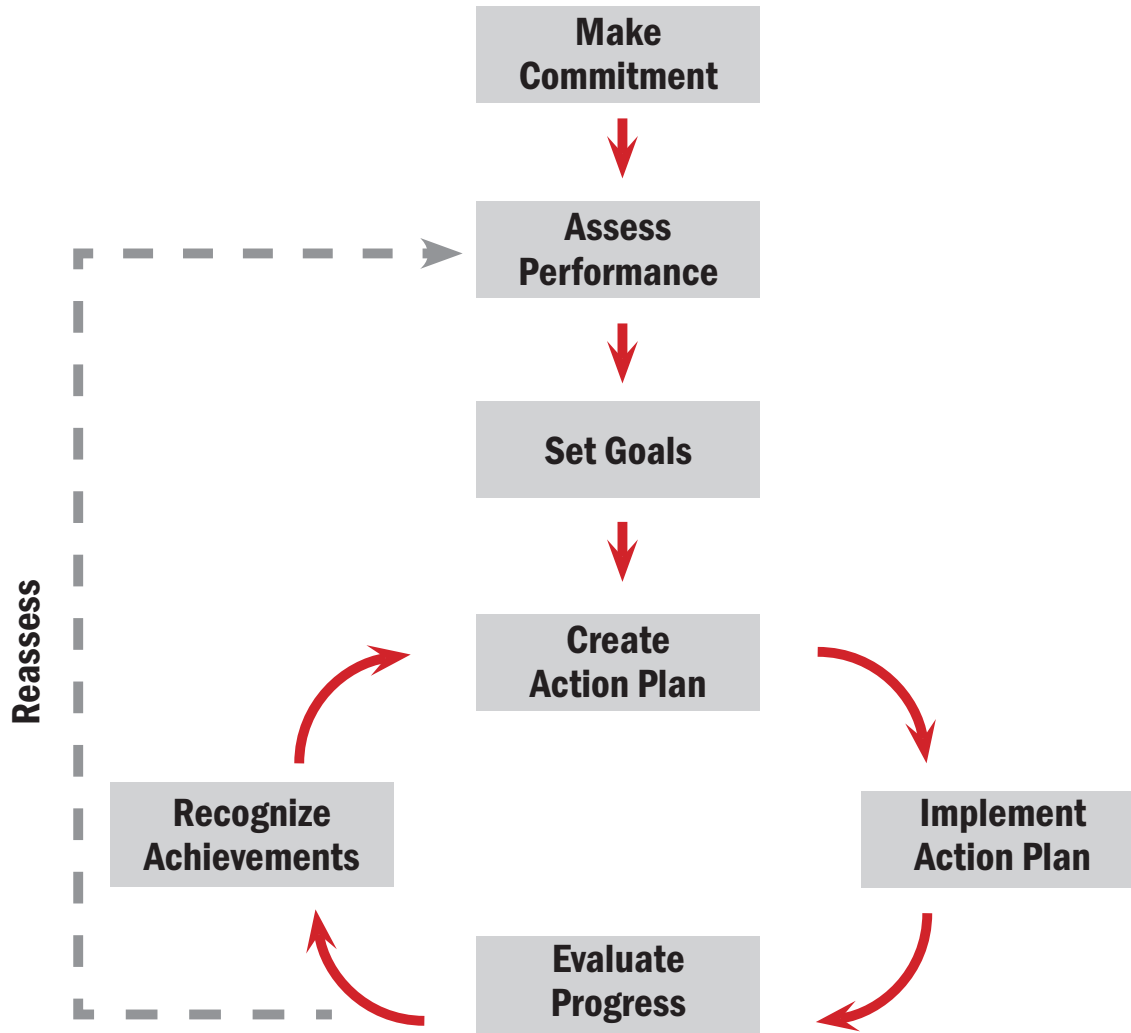 Make
Commitment
Assess
Performance
Set Goals
Create
Action Plan
Reassess
Recognize
Achievements
Implement
Action Plan
Evaluate
Progress